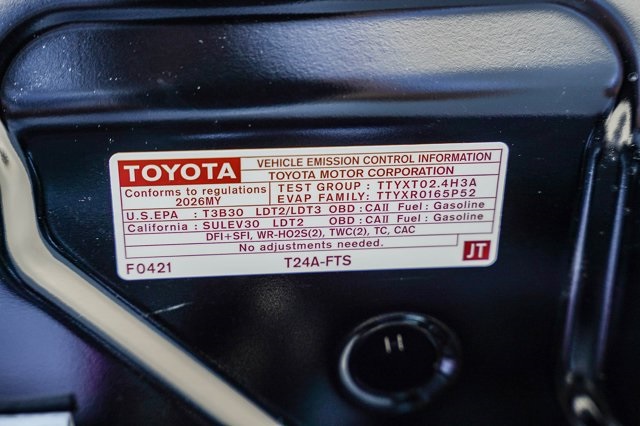 TOYOTA
VEHICLE EMISSION CONTROL INFORMATION
TOYOTA MOTOR CORPORATION
Conforms to regulations
2026MY
TEST GROUP : TTYXT02.4H3A
EVAP FAMILY: TTYXR0165P52
U.S.EPA : T3B30 LDT2/LDT3 OBD : CAII Fuel : Gasoline
California : SULEV30 LDT2 OBD : CAII Fuel : Gasoline
DFI+SFI, WR-HO2S(2), TWC(2), TC, CAC
No adjustments needed.
JT
F0421
T24A-FTS